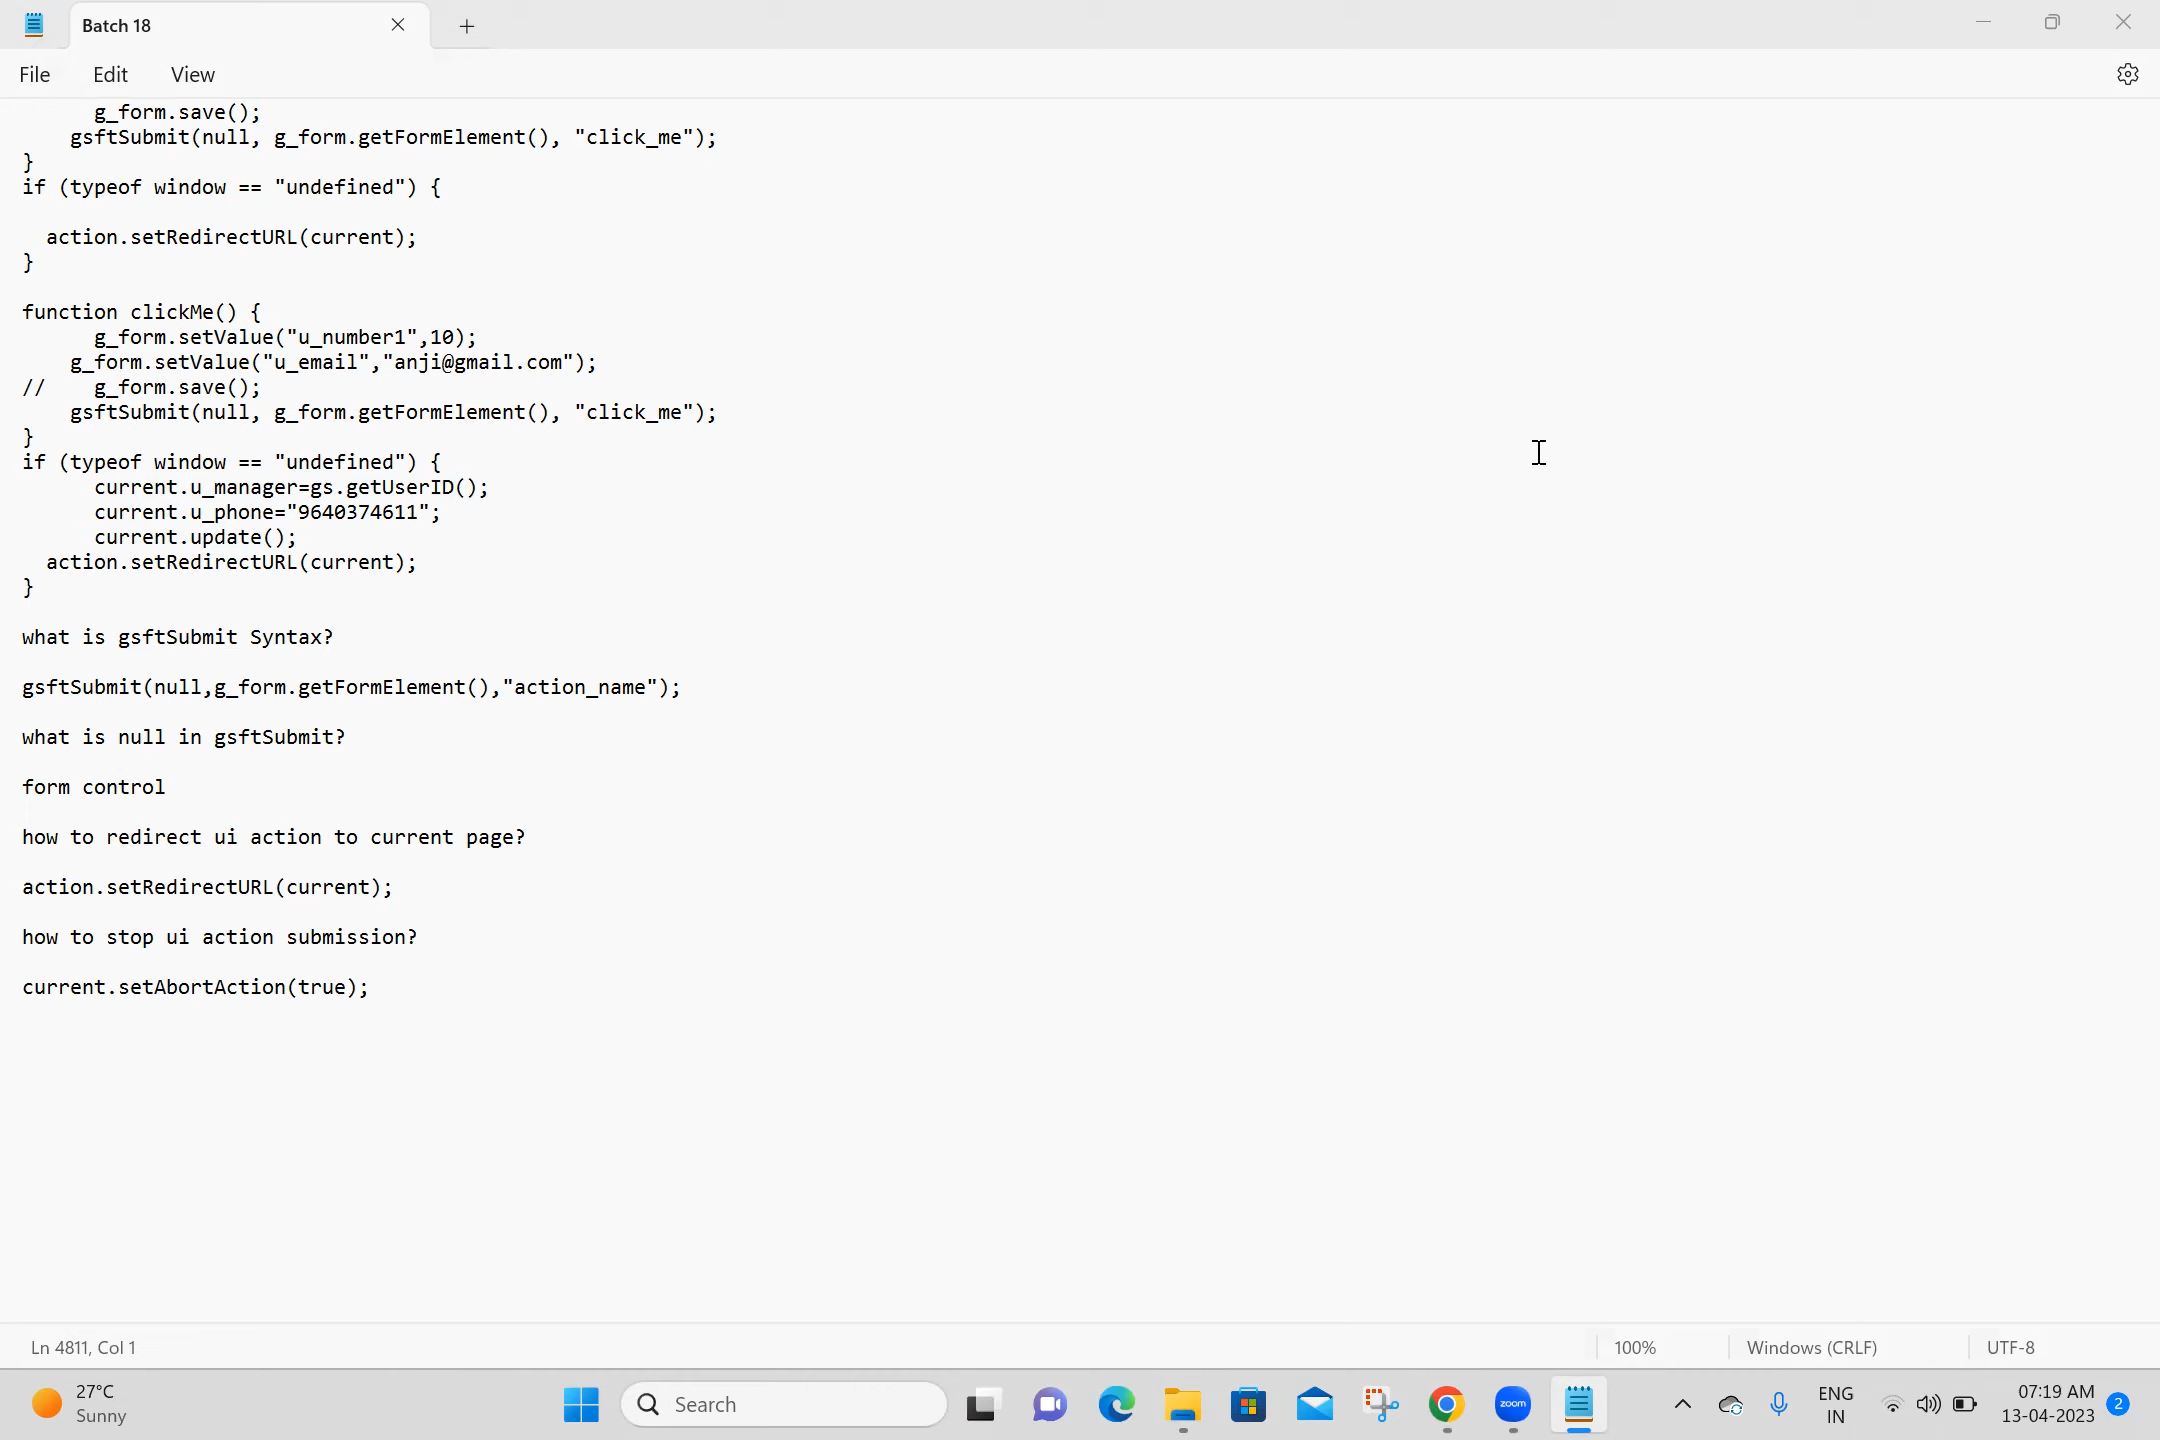 Batch 18
File Edit View
g_form.save();
gsftSubmit(null, g_form.getFormElement(), "click_me");
}
if (typeof window == "undefined") {
action.setRedirectURL(current);
}
function clickMe() {
g_form.setValue("u_number1",10);
g_form.setValue("u_email","anji@gmail.com");
// g_form.save();
gsftSubmit(null, g_form.getFormElement(), "click_me");
}
if (typeof window == "undefined") {
current.u_manager=gs.getUserID();
current.u_phone="9640374611";
current.update();
action.setRedirectURL(current);
}
what is gsftSubmit Syntax?
gsftSubmit(null,g_form.getFormElement(),"action_name");
what is null in gsftSubmit?
form control
how to redirect ui action to current page?
action.setRedirectURL(current);
how to stop ui action submission?
current.setAbortAction(true);
Ln 4811, Col 1 100% Windows (CRLF) UTF-8
27°C
Sunny
Search
zoom
ENG
IN
07:19 AM
13-04-2023
2